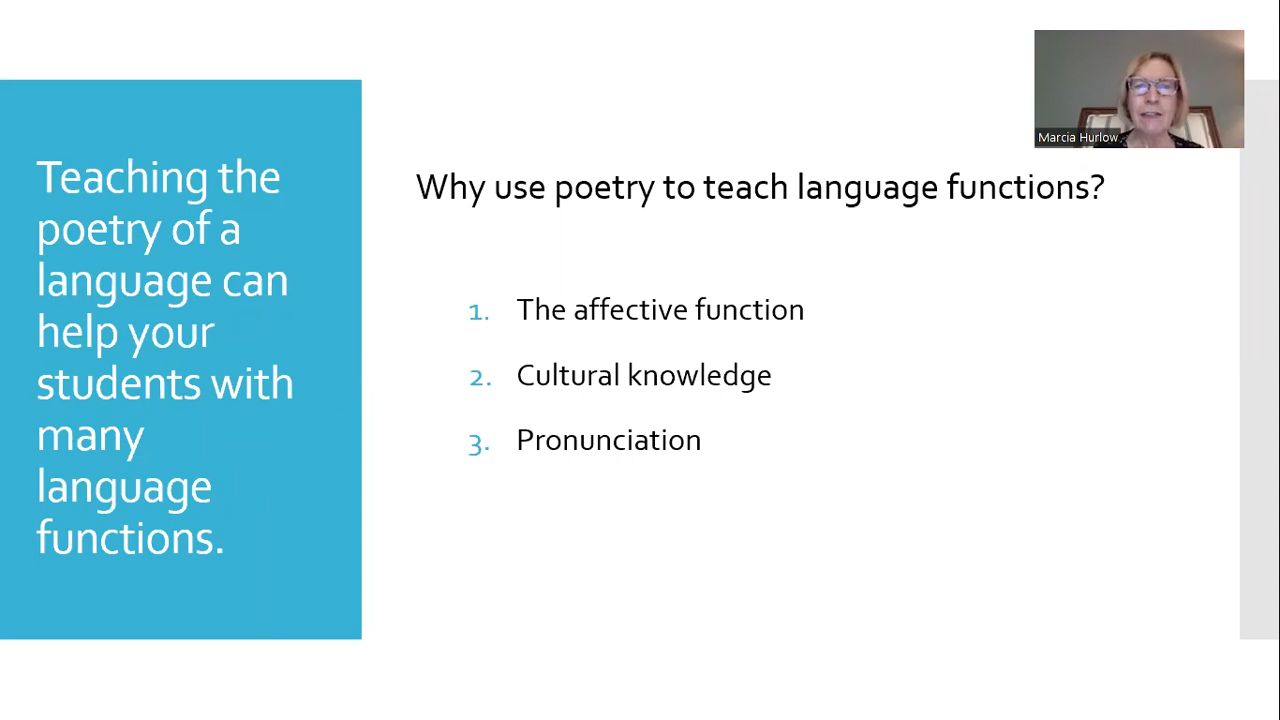 Teaching the
poetry of a
language can
help your
students with
many
language
functions.
Marcia Hurlow
Why use poetry to teach language functions?
1. The affective function
2. Cultural knowledge
3. Pronunciation